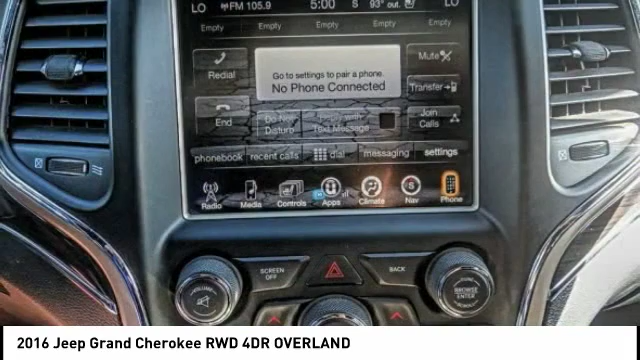 LO FM 105.9 5:00 S 93° out. LO
Empty Empty Empty Empty Empty
Redial
Go to settings to pair a phone.
No Phone Connected
Mute
Transfer
End
Do Not Disturb
Reply with Text Message
Join Calls
phonebook recent calls dial messaging settings
Radio Media Controls Apps Climate Nav Phone
VOLUME
SCREEN OFF
BACK
BROWSE ENTER
2016 Jeep Grand Cherokee RWD 4DR OVERLAND